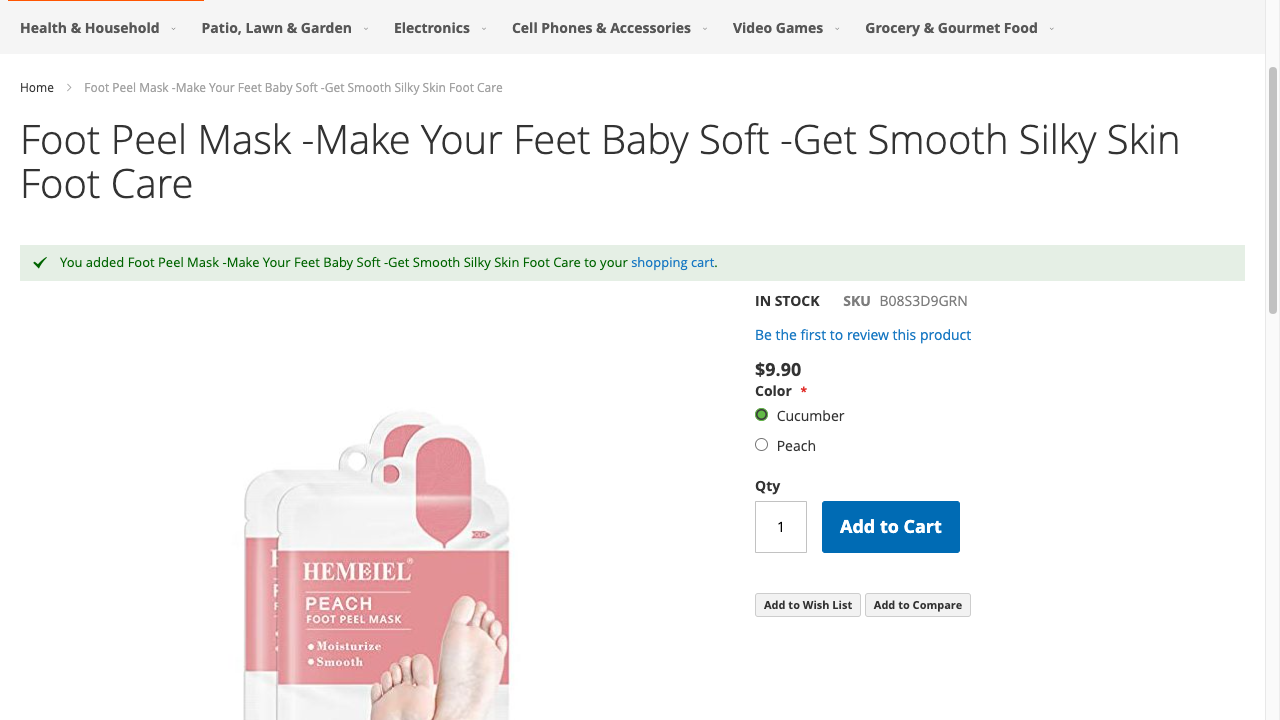 Health & Household Patio, Lawn & Garden Electronics Cell Phones & Accessories Video Games Grocery & Gourmet Food
Home Foot Peel Mask -Make Your Feet Baby Soft -Get Smooth Silky Skin Foot Care
Foot Peel Mask -Make Your Feet Baby Soft -Get Smooth Silky Skin
Foot Care
You added Foot Peel Mask -Make Your Feet Baby Soft -Get Smooth Silky Skin Foot Care to your shopping cart.
IN STOCK SKU B08S3D9GRN
Be the first to review this product
$9.90
Color *
Cucumber
Peach
Qty
1 Add to Cart
Add to Wish List Add to Compare
HEMEIEL®
PEACH
FOOT PEEL MASK
• Moisturize
• Smooth